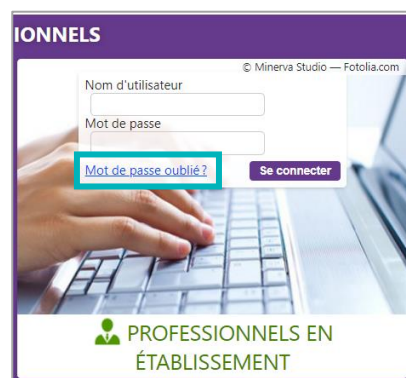 IONNELS
© Minerva Studio — Fotolia.com
Nom d'utilisateur
Mot de passe
Mot de passe oublié ?
Se connecter
PROFESSIONNELS EN
ÉTABLISSEMENT